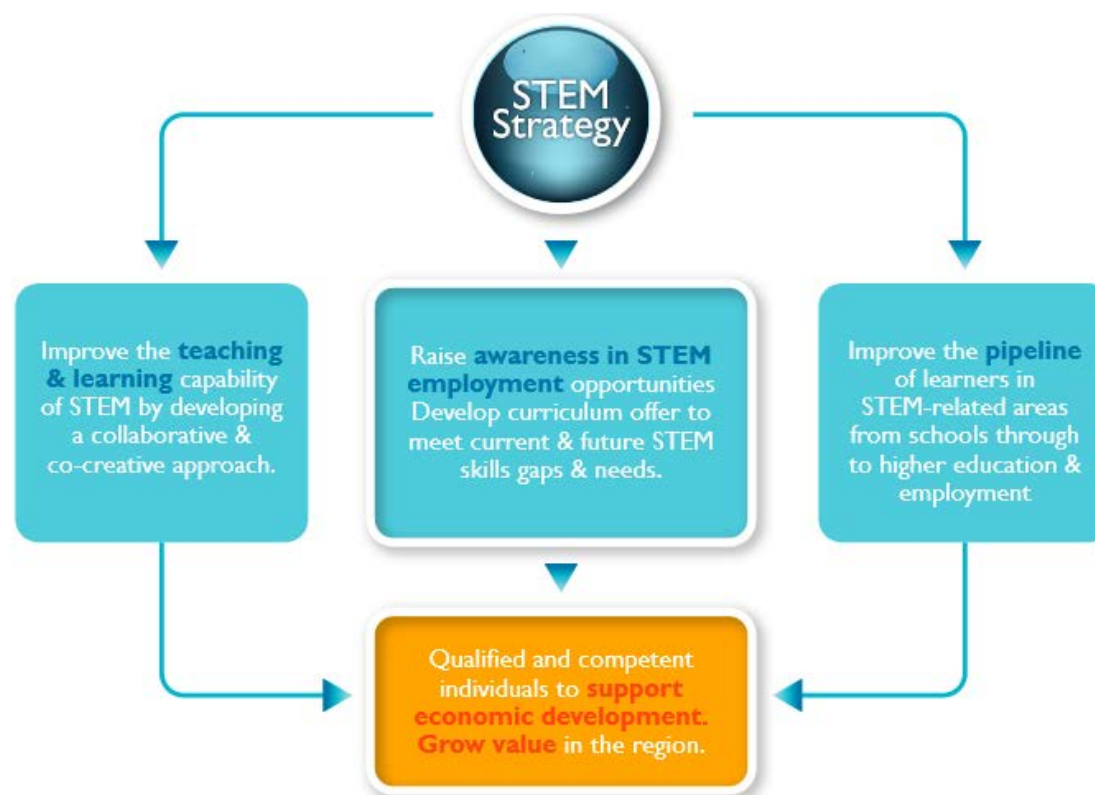 STEM
Strategy
Improve the teaching
& learning capability
of STEM by developing
a collaborative &
co-creative approach.
Raise awareness in STEM
employment opportunities
Develop curriculum offer to
meet current & future STEM
skills gaps & needs.
Improve the pipeline
of learners in
STEM-related areas
from schools through
to higher education &
employment
Qualified and competent
individuals to support
economic development.
Grow value in the region.